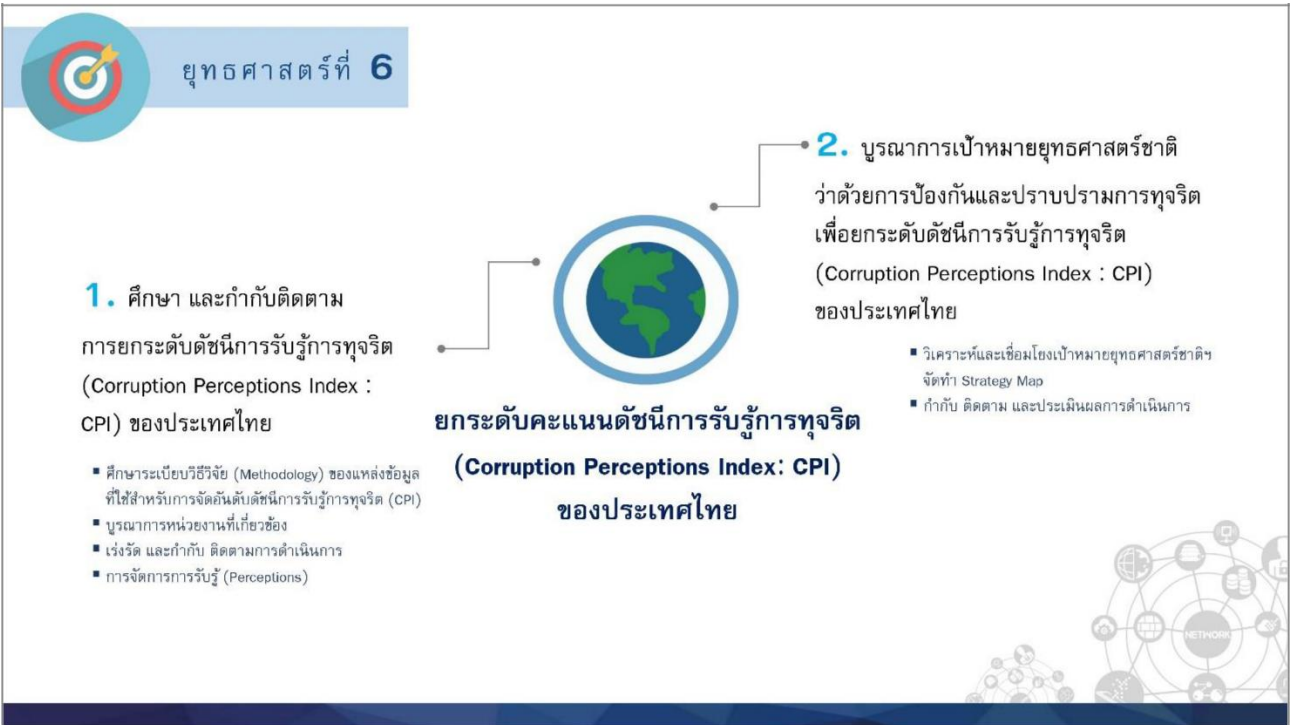 ยุทธศาสตร์ที่ 6
1. ศึกษา และกำกับติดตาม
การยกระดับดัชนีการรับรู้การทุจริต
(Corruption Perceptions Index :
CPI) ของประเทศไทย
▪ ศึกษาระเบียบวิธีวิจัย (Methodology) ของแหล่งข้อมูล
ที่ใช้สำหรับการจัดอันดับดัชนีการรับรู้การทุจริต (CPI)
▪ บูรณาการหน่วยงานที่เกี่ยวข้อง
▪ เร่งรัด และกำกับ ติดตามการดำเนินการ
▪ การจัดการการรับรู้ (Perceptions)
ยกระดับคะแนนดัชนีการรับรู้การทุจริต
(Corruption Perceptions Index: CPI)
ของประเทศไทย
2. บูรณาการเป้าหมายยุทธศาสตร์ชาติ
ว่าด้วยการป้องกันและปราบปรามการทุจริต
เพื่อยกระดับดัชนีการรับรู้การทุจริต
(Corruption Perceptions Index : CPI)
ของประเทศไทย
▪ วิเคราะห์และเชื่อมโยงเป้าหมายยุทธศาสตร์ชาติฯ
จัดทำ Strategy Map
▪ กำกับ ติดตาม และประเมินผลการดำเนินการ
NETWORK